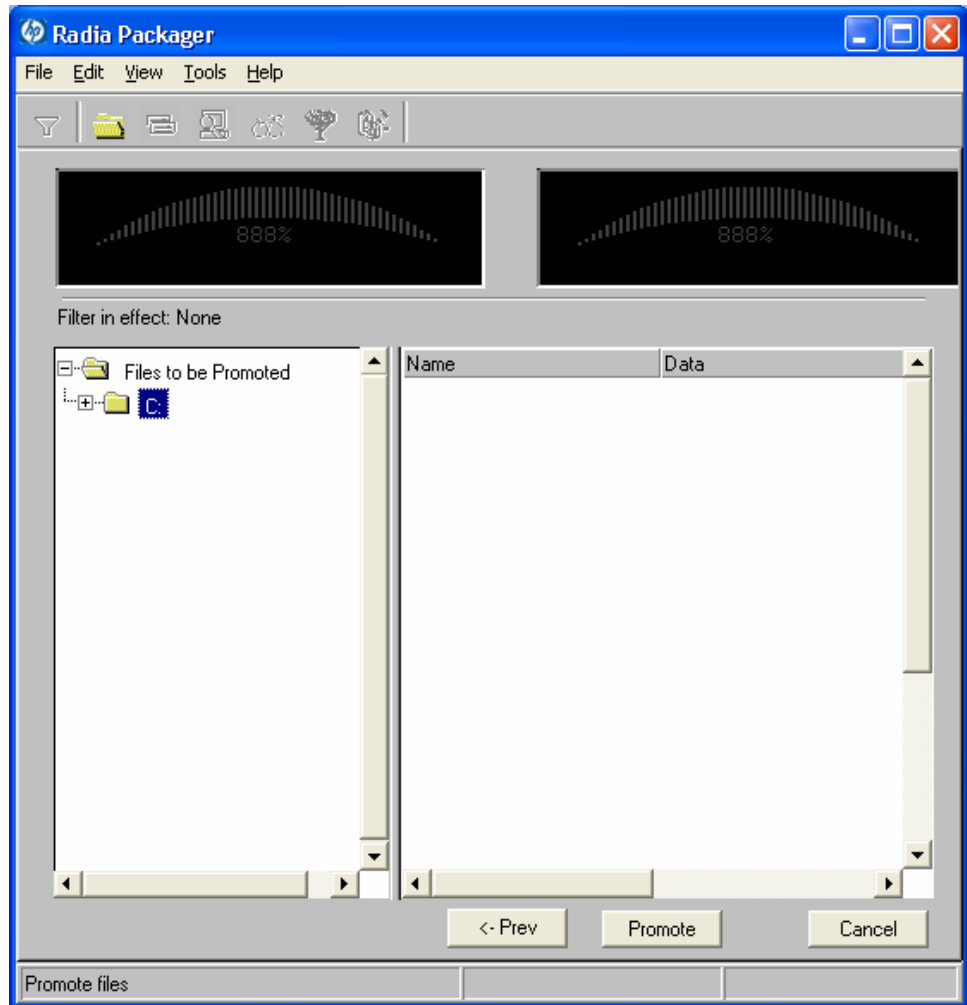 hp Radia Packager
File Edit View Tools Help
888% 888%
Filter in effect: None
Files to be Promoted
C:
Name Data
<- Prev Promote Cancel
Promote files